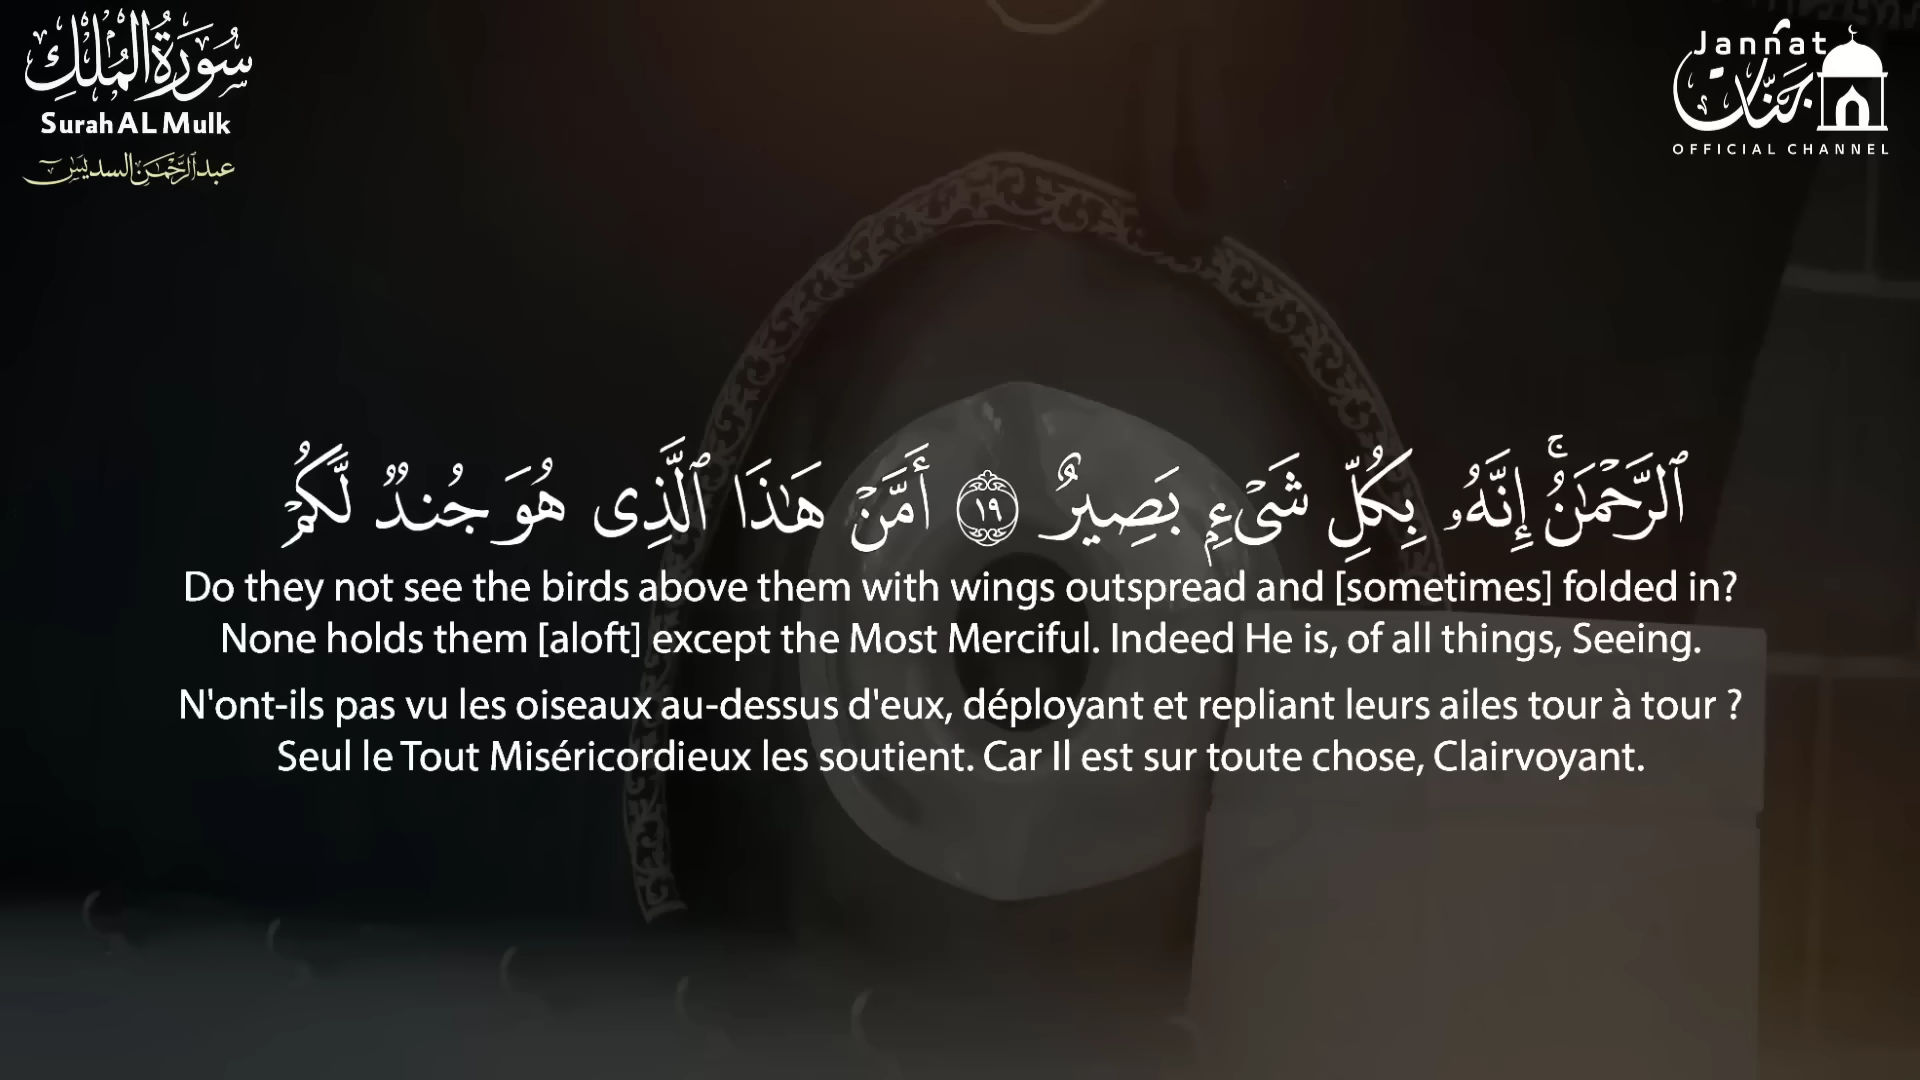 سُورَةُ المُلْكِ
Surah AL Mulk
عبدالرَّحْمَٰن السديس
Jannat
جَنَّات
OFFICIAL CHANNEL
ٱلرَّحْمَـٰنُ ۚ إِنَّهُۥ بِكُلِّ شَىْءٍۭ بَصِيرٌ ١٩ أَمَّنْ هَـٰذَا ٱلَّذِى هُوَ جُندٌ لَّكُمْ
Do they not see the birds above them with wings outspread and [sometimes] folded in?
None holds them [aloft] except the Most Merciful. Indeed He is, of all things, Seeing.
N'ont-ils pas vu les oiseaux au-dessus d'eux, déployant et repliant leurs ailes tour à tour ?
Seul le Tout Miséricordieux les soutient. Car Il est sur toute chose, Clairvoyant.